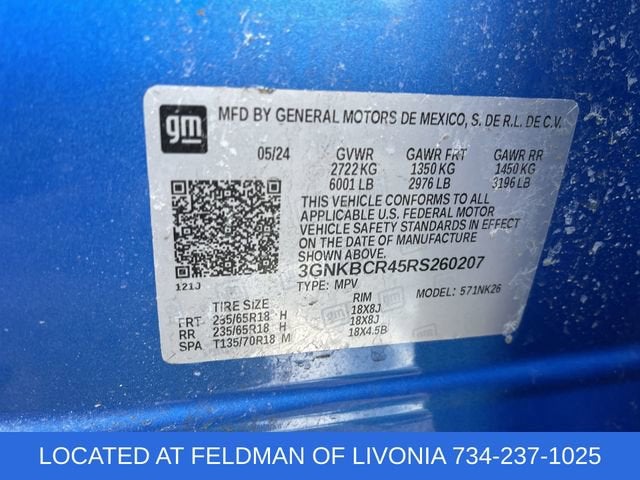 gm
MFD BY GENERAL MOTORS DE MEXICO, S. DE R.L. DE C.V.
05/24 GVWR GAWR FRT GAWR RR
2722 KG 1350 KG 1450 KG
6001 LB 2976 LB 3196 LB
THIS VEHICLE CONFORMS TO ALL
APPLICABLE U.S. FEDERAL MOTOR
VEHICLE SAFETY STANDARDS IN EFFECT
ON THE DATE OF MANUFACTURE
SHOWN ABOVE.
121J 3GNKBCR45RS260207
TYPE: MPV MODEL: 571NK26
TIRE SIZE RIM
FRT 235/65R18 H 18X8J
RR 235/65R18 H 18X8J
SPA T135/70R18 M 18X4.5B
LOCATED AT FELDMAN OF LIVONIA 734-237-1025